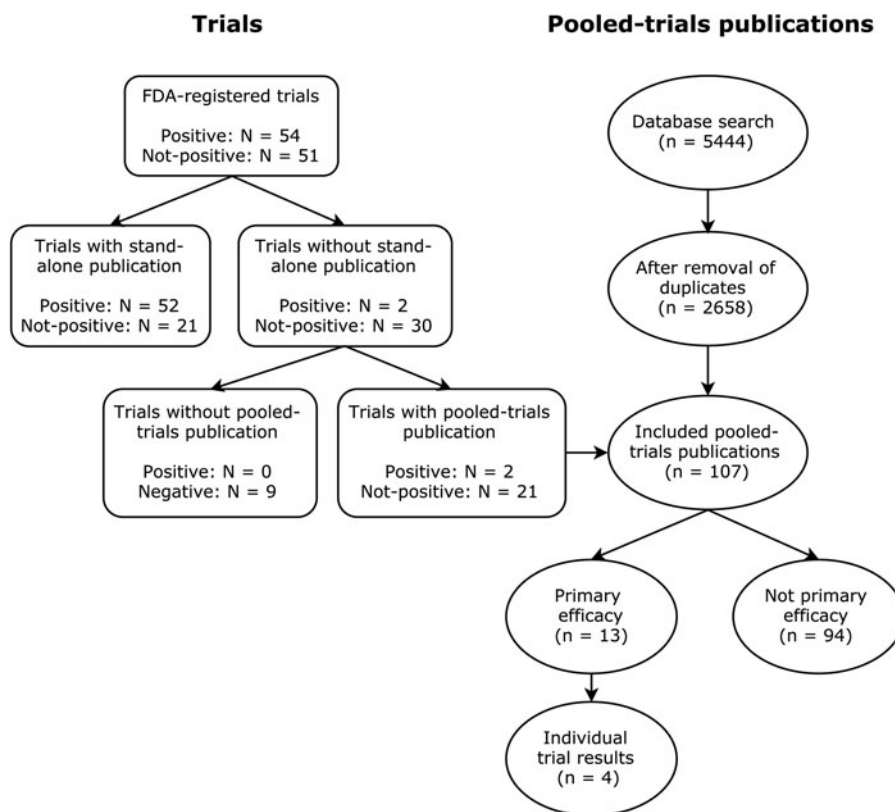 Trials
Pooled-trials publications
FDA-registered trials
Positive: N = 54
Not-positive: N = 51
Trials with stand-
alone publication
Positive: N = 52
Not-positive: N = 21
Trials without stand-
alone publication
Positive: N = 2
Not-positive: N = 30
Trials without pooled-
trials publication
Positive: N = 0
Negative: N = 9
Trials with pooled-trials
publication
Positive: N = 2
Not-positive: N = 21
Database search
(n = 5444)
After removal of
duplicates
(n = 2658)
Included pooled-
trials publications
(n = 107)
Primary
efficacy
(n = 13)
Not primary
efficacy
(n = 94)
Individual
trial results
(n = 4)